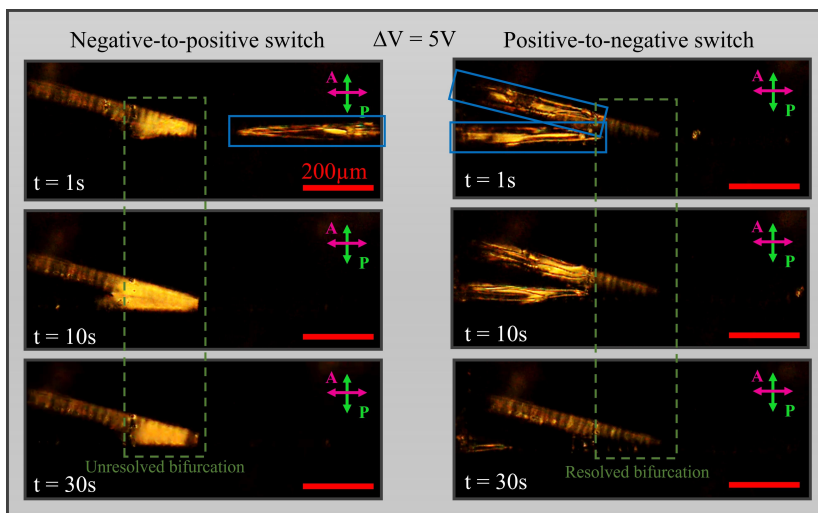 Negative-to-positive switch
ΔV = 5V
Positive-to-negative switch
A
P
200µm
t = 1s
A
P
t = 1s
A
P
t = 10s
A
P
t = 10s
A
P
Unresolved bifurcation
t = 30s
A
P
Resolved bifurcation
t = 30s